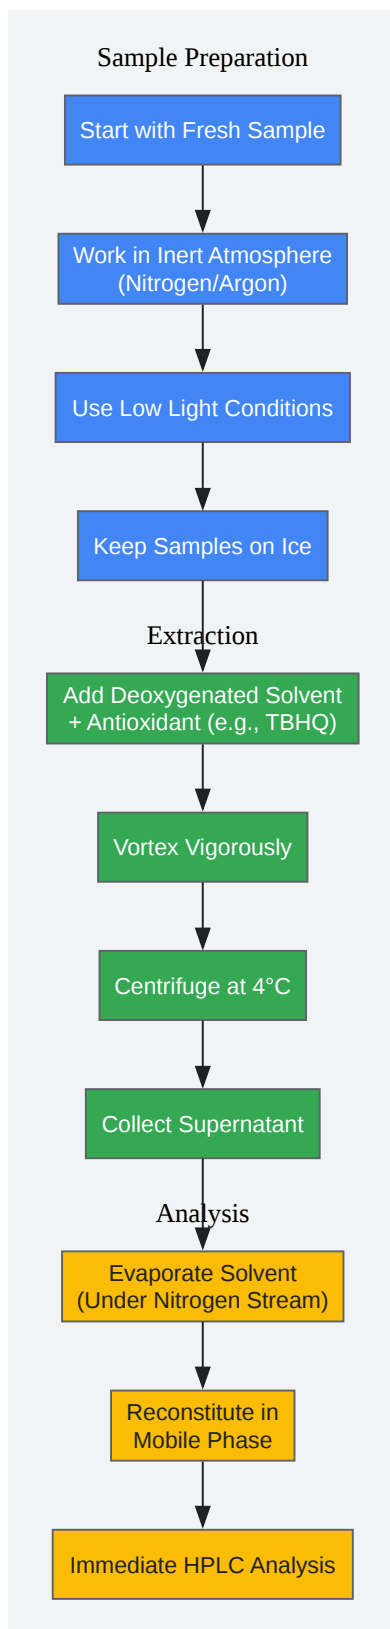 Sample Preparation
Start with Fresh Sample
Work in Inert Atmosphere
(Nitrogen/Argon)
Use Low Light Conditions
Keep Samples on Ice
Extraction
Add Deoxygenated Solvent
+ Antioxidant (e.g., TBHQ)
Vortex Vigorously
Centrifuge at 4°C
Collect Supernatant
Analysis
Evaporate Solvent
(Under Nitrogen Stream)
Reconstitute in
Mobile Phase
Immediate HPLC Analysis